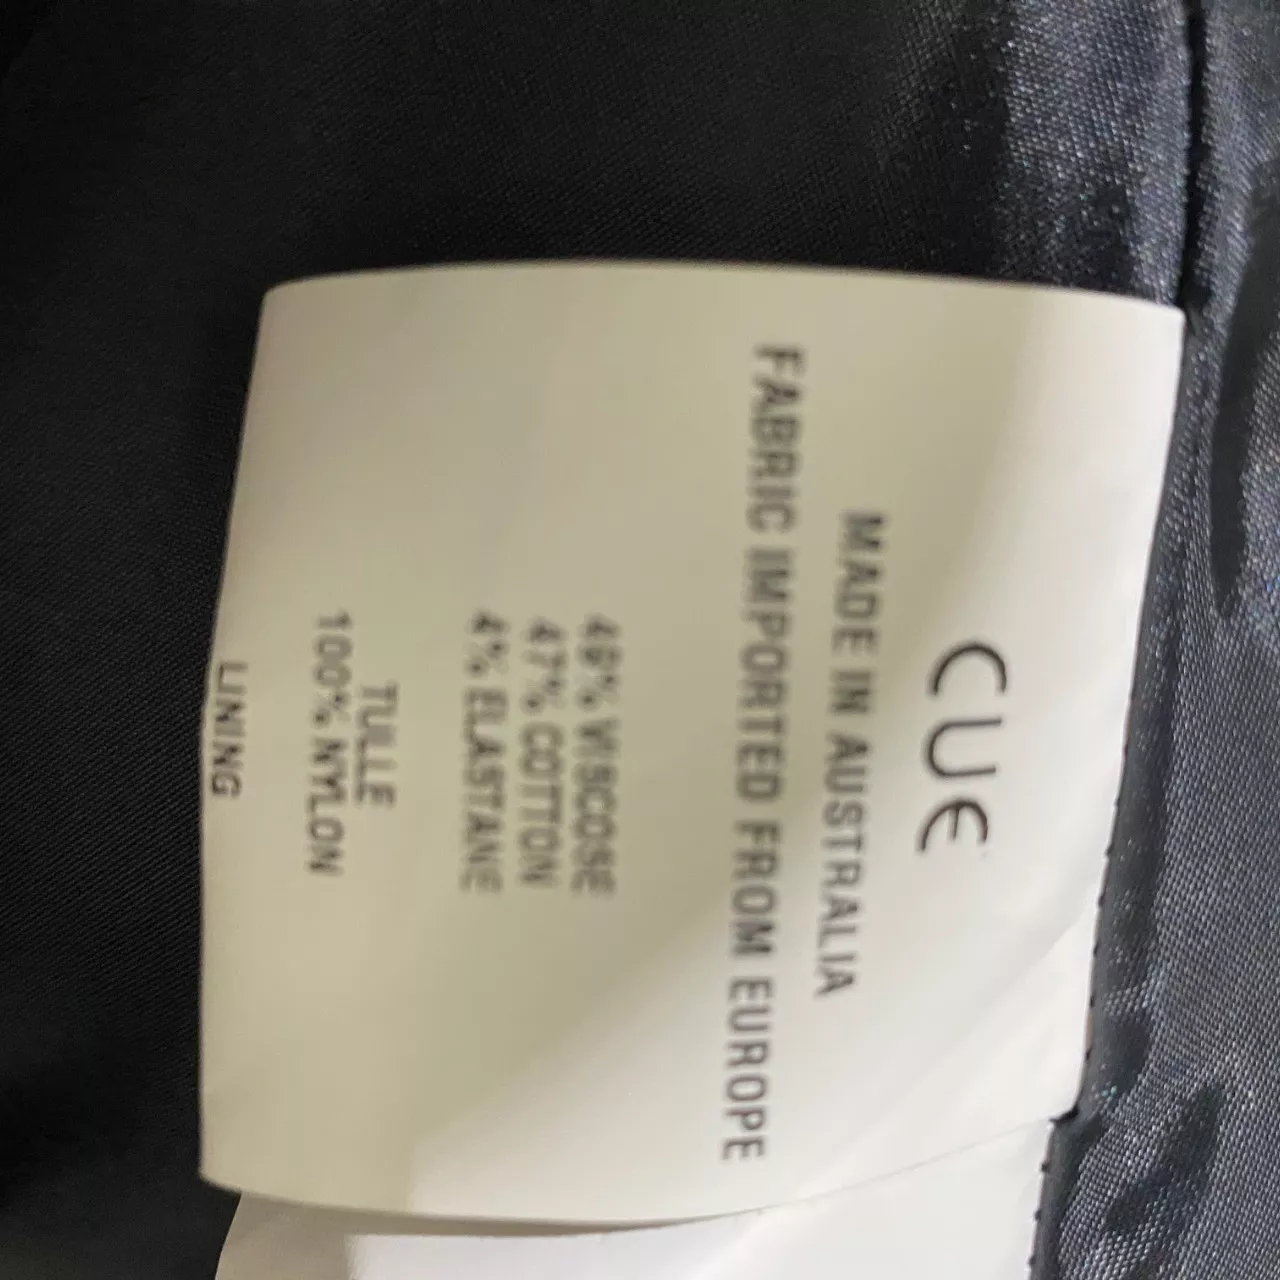 CUE
MADE IN AUSTRALIA
FABRIC IMPORTED FROM EUROPE
49% VISCOSE
47% COTTON
4% ELASTANE
TULLE
100% NYLON
LINING